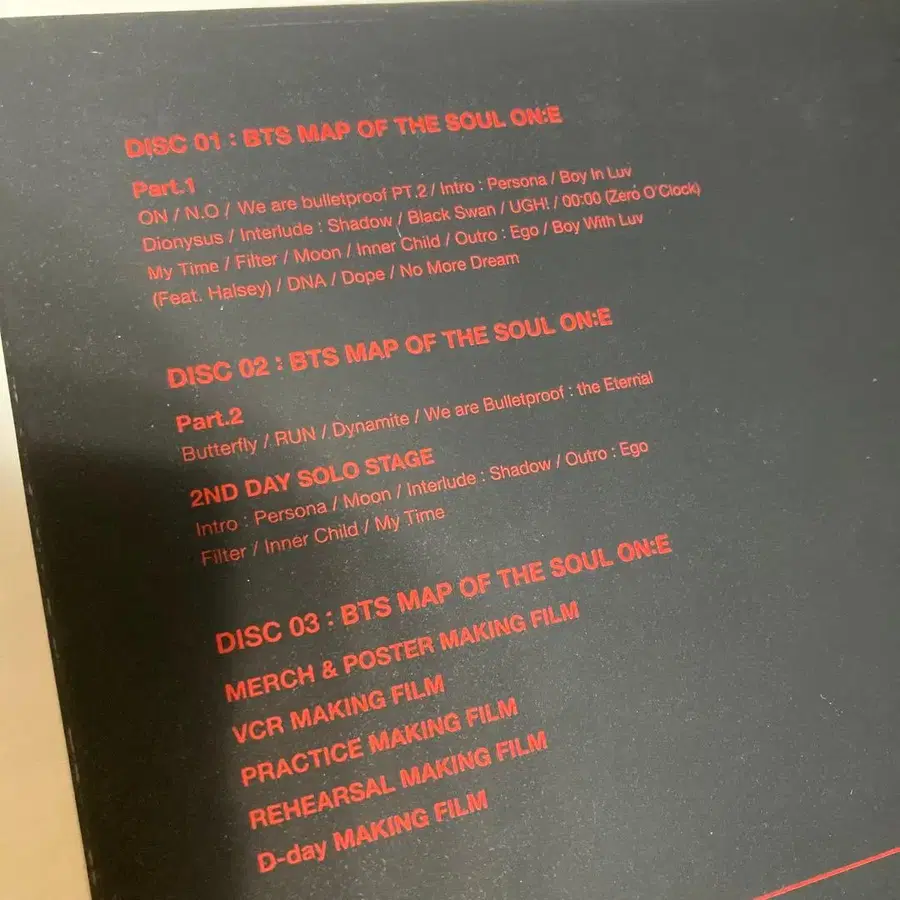 DISC 01 : BTS MAP OF THE SOUL ON:E
Part.1
ON / N.O / We are bulletproof PT.2 / Intro : Persona / Boy In Luv
Dionysus / Interlude : Shadow / Black Swan / UGH! / 00:00 (Zero O'Clock)
My Time / Filter / Moon / Inner Child / Outro : Ego / Boy With Luv
(Feat. Halsey) / DNA / Dope / No More Dream
DISC 02 : BTS MAP OF THE SOUL ON:E
Part.2
Butterfly / RUN / Dynamite / We are Bulletproof : the Eternal
2ND DAY SOLO STAGE
Intro : Persona / Moon / Interlude : Shadow / Outro : Ego
Filter / Inner Child / My Time
DISC 03 : BTS MAP OF THE SOUL ON:E
MERCH & POSTER MAKING FILM
VCR MAKING FILM
PRACTICE MAKING FILM
REHEARSAL MAKING FILM
D-day MAKING FILM